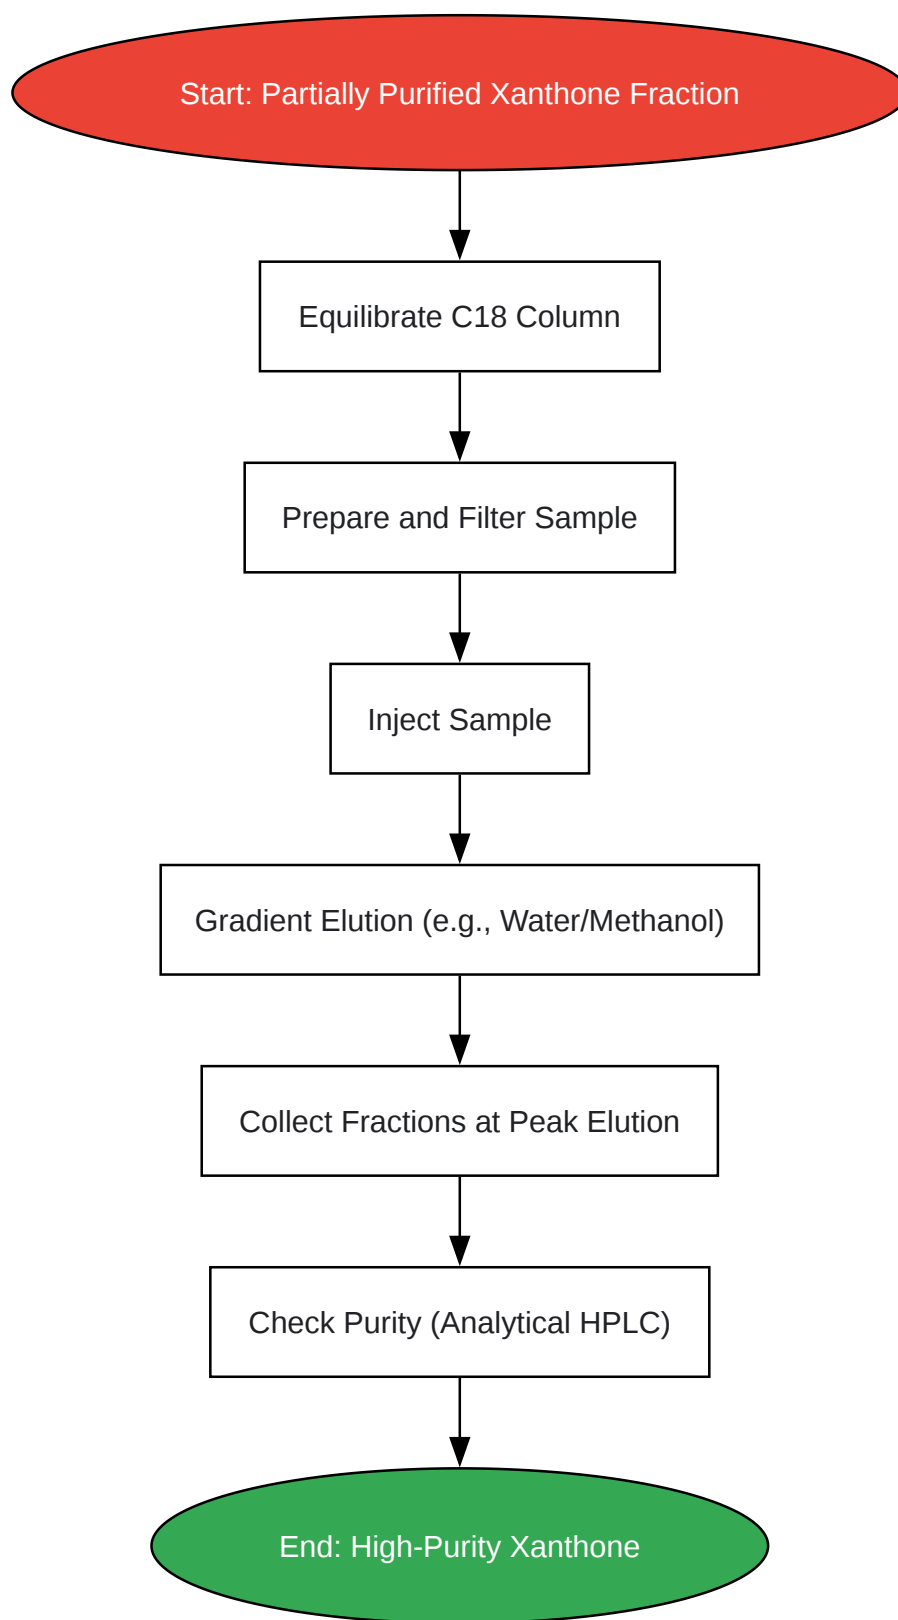 Start: Partially Purified Xanthone Fraction
Equilibrate C18 Column
Prepare and Filter Sample
Inject Sample
Gradient Elution (e.g., Water/Methanol)
Collect Fractions at Peak Elution
Check Purity (Analytical HPLC)
End: High-Purity Xanthone